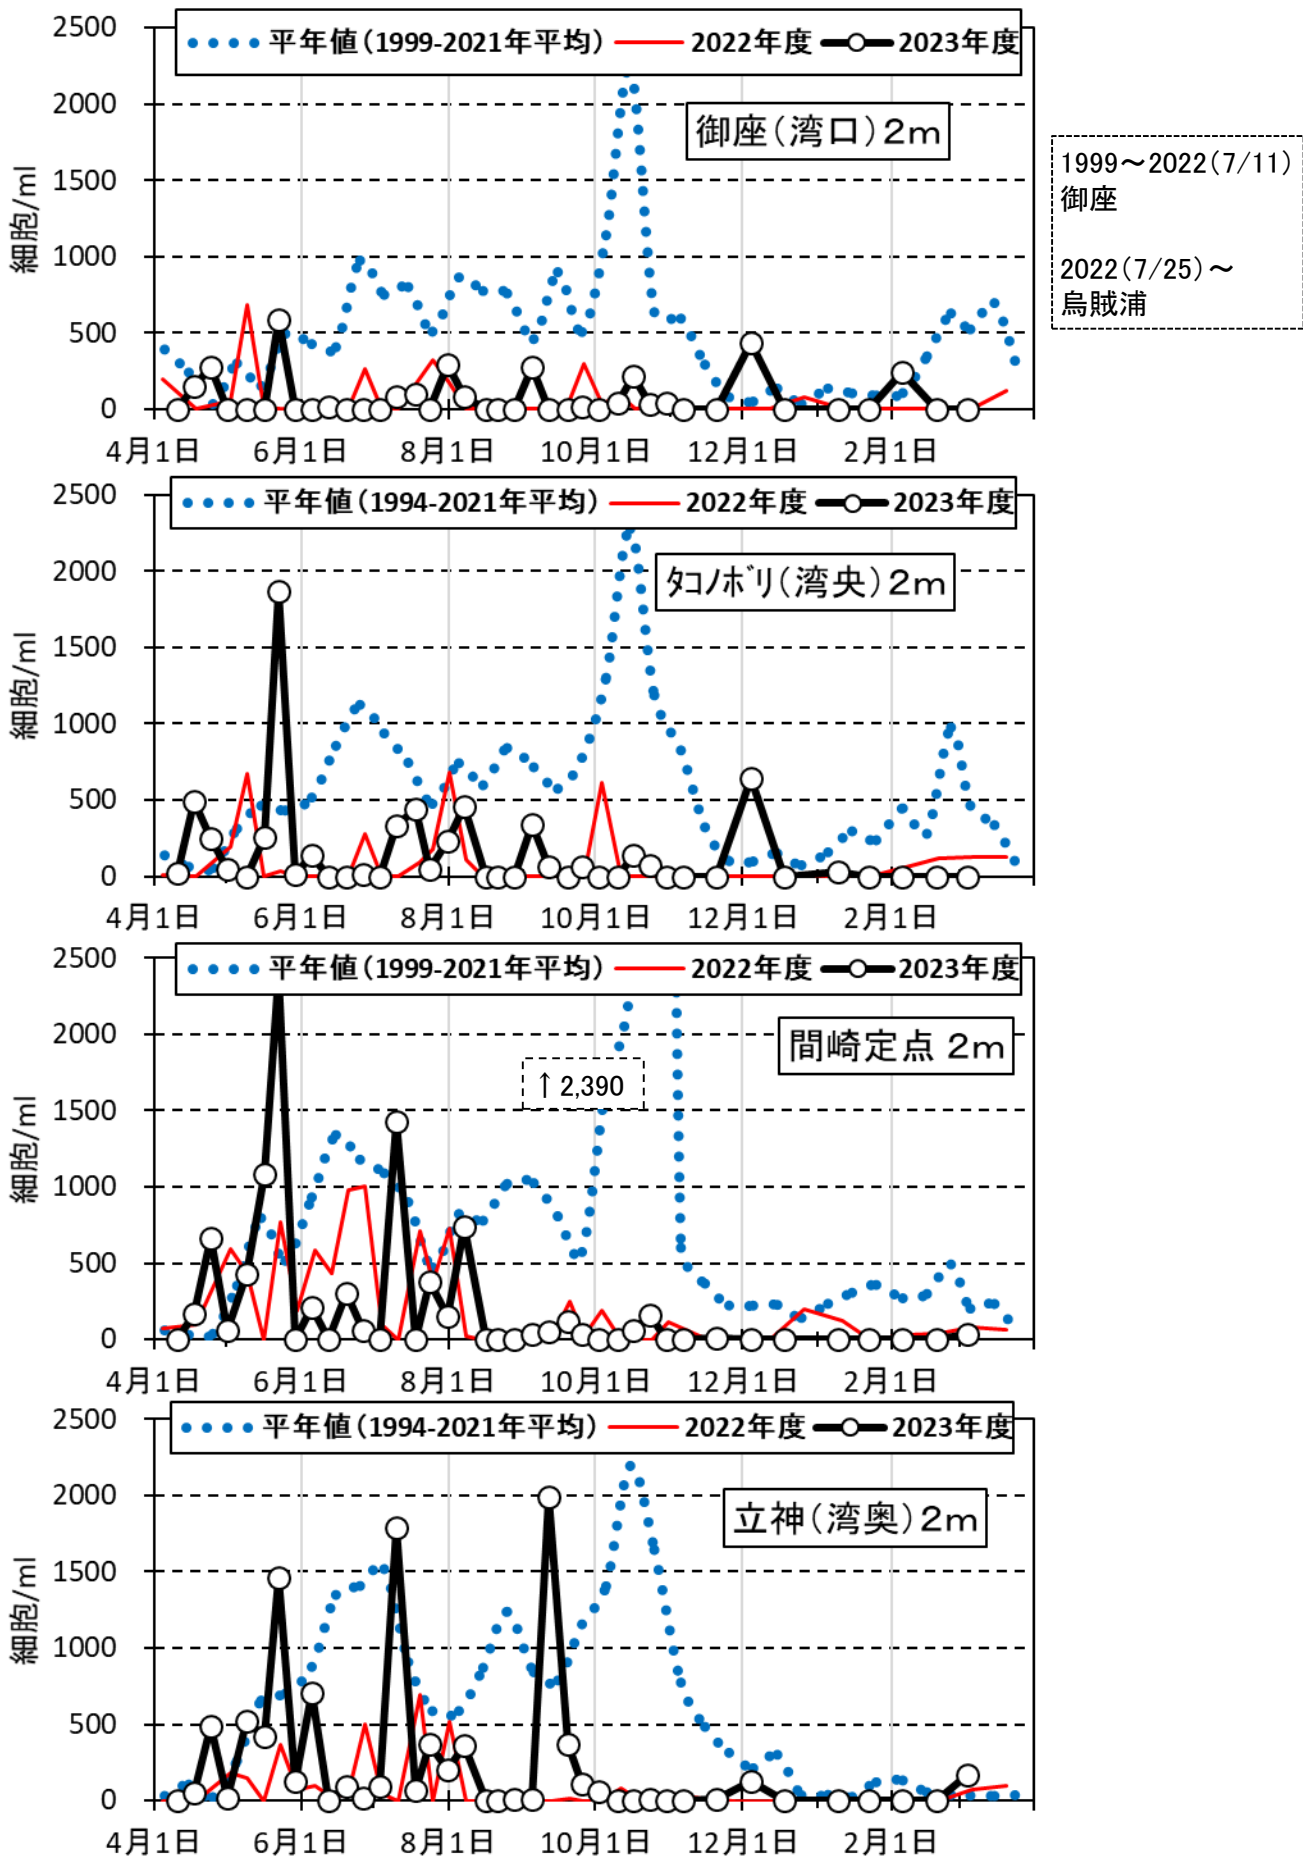 2500
平年値(1999-2021年平均) 2022年度 2023年度
2000
御座(湾口)2m
1500
1000
500
0
細胞/ml
4月1日 6月1日 8月1日 10月1日 12月1日 2月1日
1999～2022(7/11)
御座
2022(7/25)～
烏賊浦
2500
平年値(1994-2021年平均) 2022年度 2023年度
2000
ﾀｺﾉﾎﾞﾘ(湾央)2m
1500
1000
500
0
細胞/ml
4月1日 6月1日 8月1日 10月1日 12月1日 2月1日
2500
平年値(1999-2021年平均) 2022年度 2023年度
2000
間崎定点 2m
↑2,390
1500
1000
500
0
細胞/ml
4月1日 6月1日 8月1日 10月1日 12月1日 2月1日
2500
平年値(1994-2021年平均) 2022年度 2023年度
2000
立神(湾奥)2m
1500
1000
500
0
細胞/ml
4月1日 6月1日 8月1日 10月1日 12月1日 2月1日